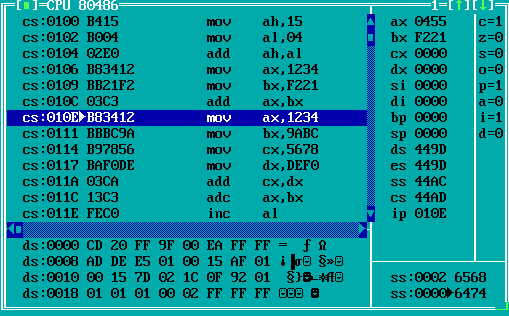 [■]=CPU 80486 1=[↑][↓]
cs:0100 B415 mov ah,15
cs:0102 B004 mov al,04
cs:0104 02E0 add ah,al
cs:0106 B83412 mov ax,1234
cs:0109 BB21F2 mov bx,F221
cs:010C 03C3 add ax,bx
cs:010E►B83412 mov ax,1234
cs:0111 BBBC9A mov bx,9ABC
cs:0114 B97856 mov cx,5678
cs:0117 BAF0DE mov dx,DEF0
cs:011A 03CA add cx,dx
cs:011C 13C3 adc ax,bx
cs:011E FEC0 inc al
ax 0455 c=1
bx F221 z=0
cx 0000 s=0
dx 0000 o=0
si 0000 p=1
di 0000 a=0
bp 0000 i=1
sp 0000 d=0
ds 449D
es 449D
ss 44AC
cs 44AD
ip 010E
ds:0000 CD 20 FF 9F 00 EA FF FF = ƒ Ω
ds:0008 AD DE E5 01 00 15 AF 01 ¡▐σ☺ §»☺
ds:0010 00 15 7D 02 1C 0F 92 01 §}☻∟☼Æ☺
ds:0018 01 01 01 00 02 FF FF FF ☺☺☺ ☻
ss:0002 6568
ss:0000►6474